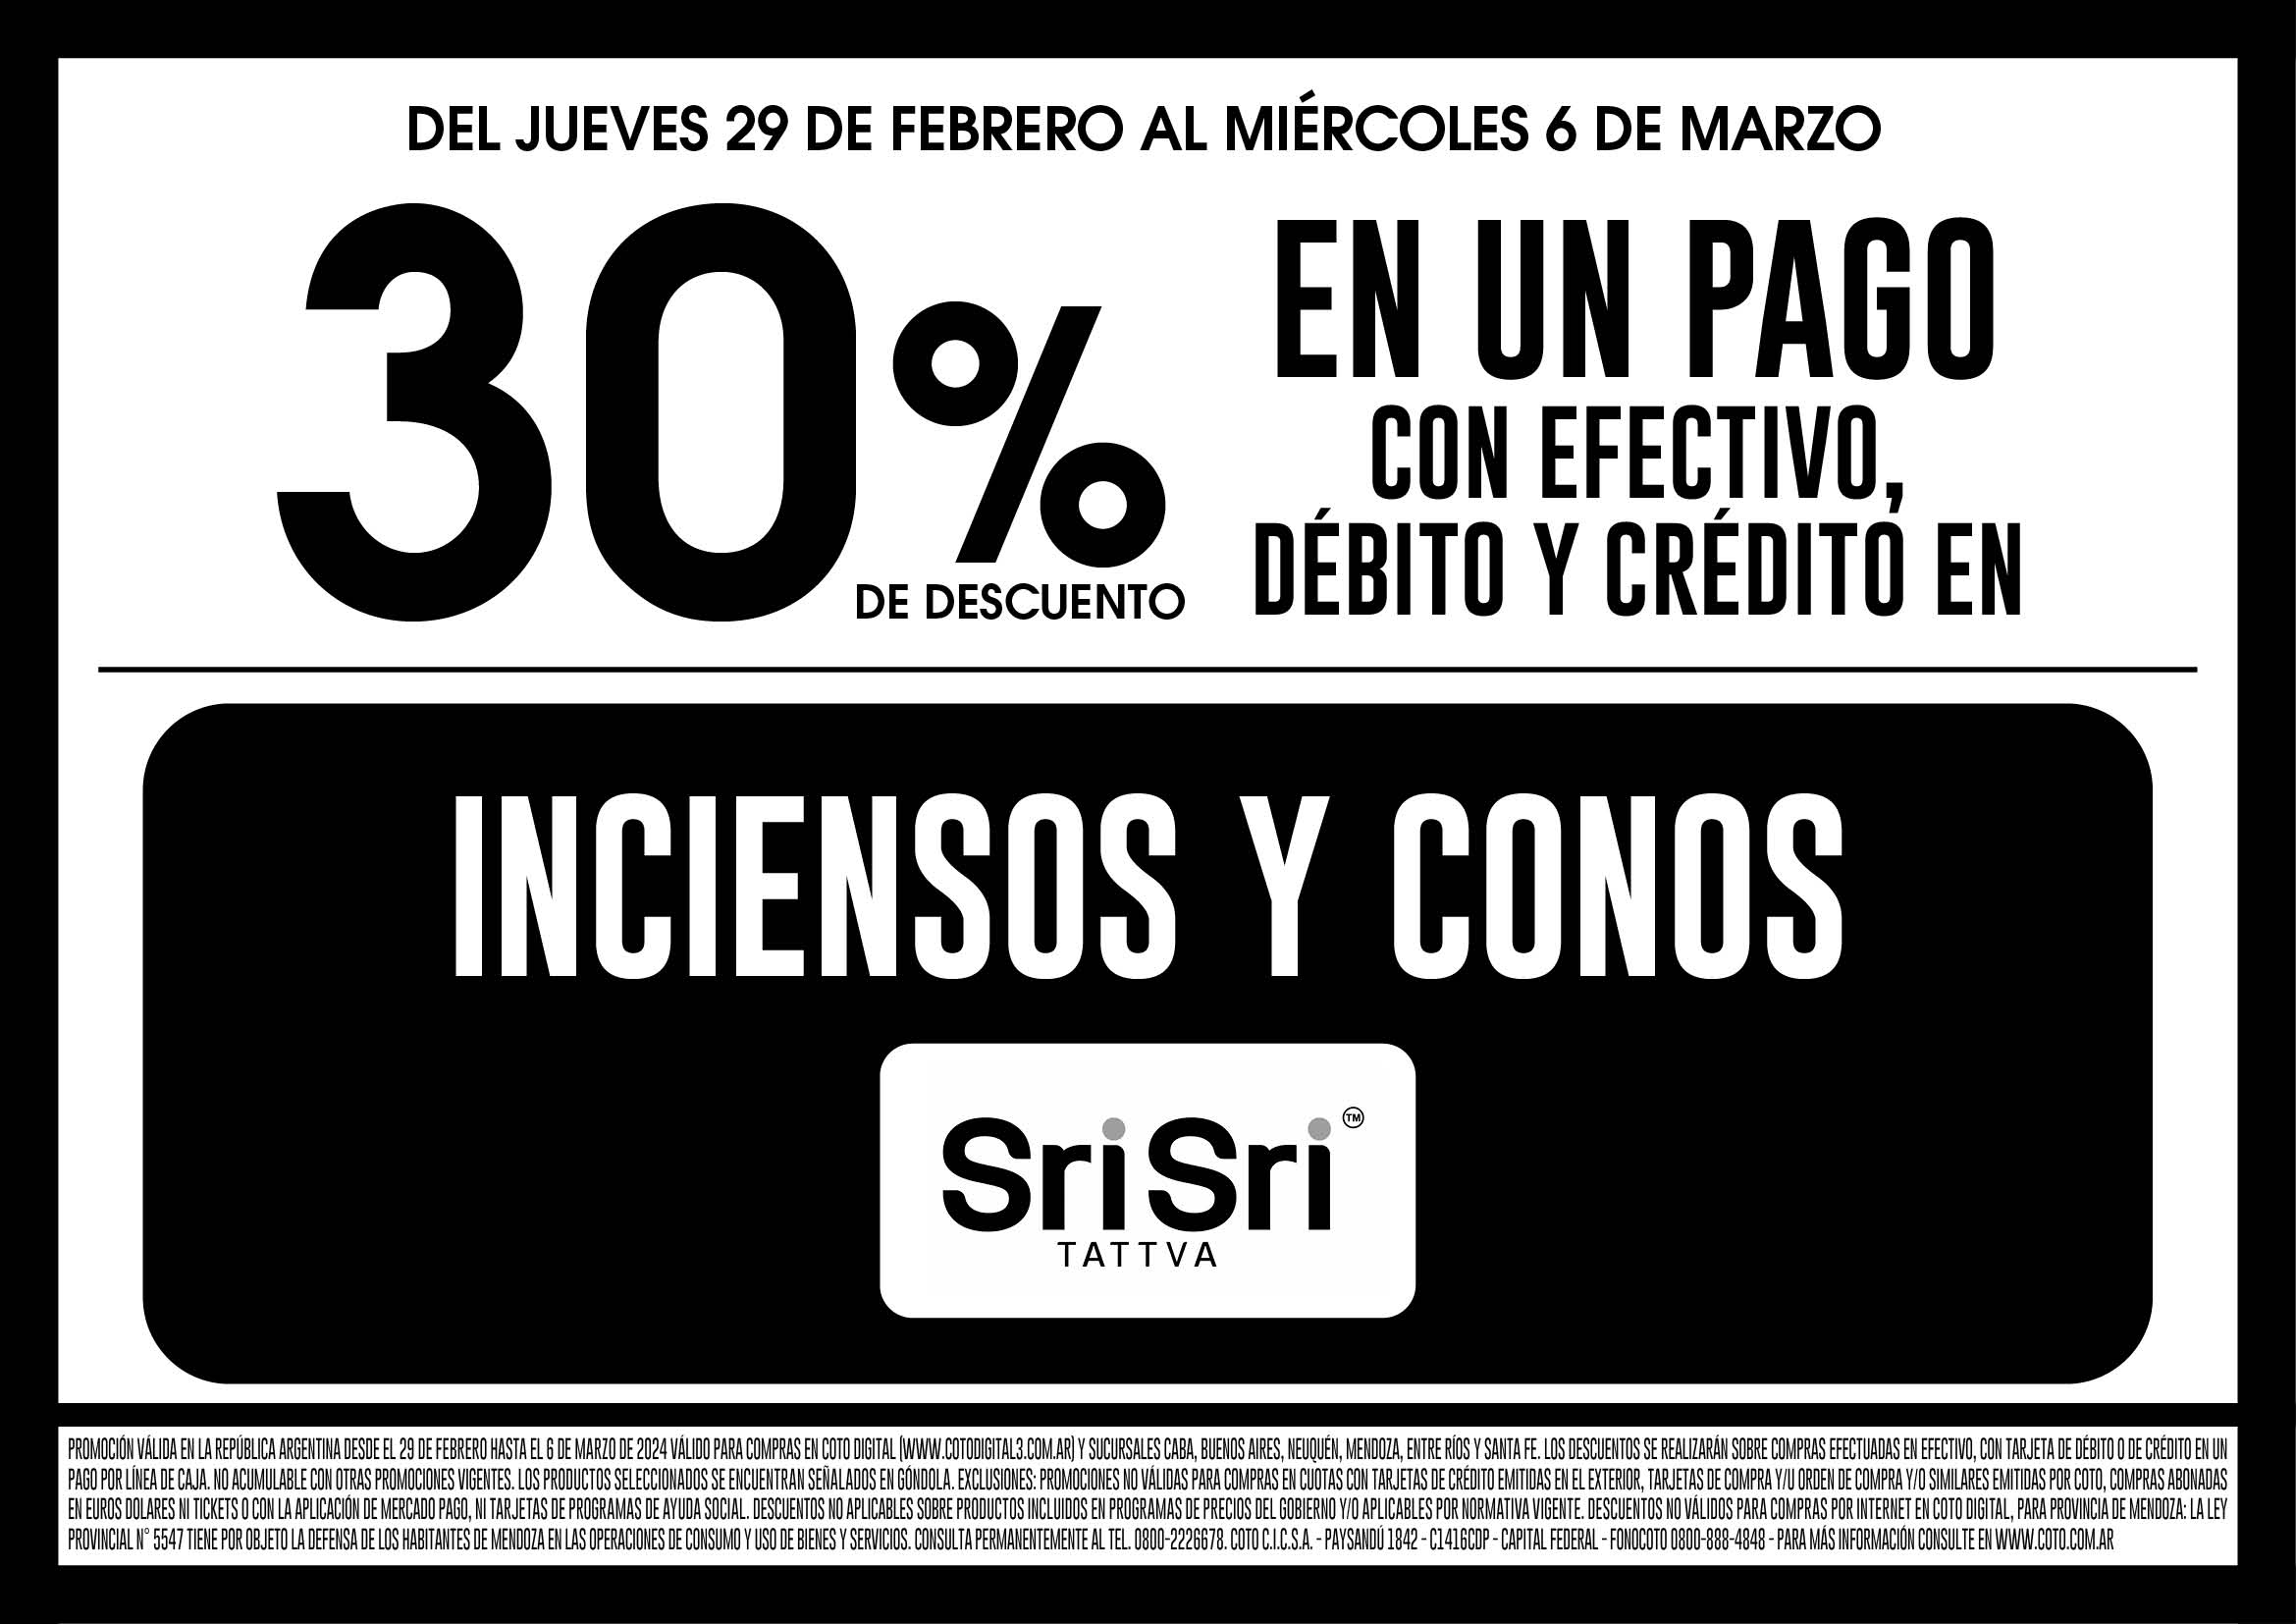 DEL JUEVES 29 DE FEBRERO AL MIÉRCOLES 6 DE MARZO
30%
DE DESCUENTO
EN UN PAGO
CON EFECTIVO,
DÉBITO Y CRÉDITO EN
INCIENSOS Y CONOS
Sri Sri ™
TATTVA
PROMOCIÓN VÁLIDA EN LA REPÚBLICA ARGENTINA DESDE EL 29 DE FEBRERO HASTA EL 6 DE MARZO DE 2024 VÁLIDO PARA COMPRAS EN COTO DIGITAL (WWW.COTODIGITAL3.COM.AR) Y SUCURSALES CABA, BUENOS AIRES, NEUQUÉN, MENDOZA, ENTRE RÍOS Y SANTA FE. LOS DESCUENTOS SE REALIZARÁN SOBRE COMPRAS EFECTUADAS EN EFECTIVO, CON TARJETA DE DÉBITO O DE CRÉDITO EN UN
PAGO POR LÍNEA DE CAJA. NO ACUMULABLE CON OTRAS PROMOCIONES VIGENTES. LOS PRODUCTOS SELECCIONADOS SE ENCUENTRAN SEÑALADOS EN GÓNDOLA. EXCLUSIONES: PROMOCIONES NO VÁLIDAS PARA COMPRAS EN CUOTAS CON TARJETAS DE CRÉDITO EMITIDAS EN EL EXTERIOR, TARJETAS DE COMPRA Y/U ORDEN DE COMPRA Y/O SIMILARES EMITIDAS POR COTO, COMPRAS ABONADAS
EN EUROS DOLARES NI TICKETS O CON LA APLICACIÓN DE MERCADO PAGO, NI TARJETAS DE PROGRAMAS DE AYUDA SOCIAL. DESCUENTOS NO APLICABLES SOBRE PRODUCTOS INCLUIDOS EN PROGRAMAS DE PRECIOS DEL GOBIERNO Y/O APLICABLES POR NORMATIVA VIGENTE. DESCUENTOS NO VÁLIDOS PARA COMPRAS POR INTERNET EN COTO DIGITAL, PARA PROVINCIA DE MENDOZA: LA LEY
PROVINCIAL N° 5547 TIENE POR OBJETO LA DEFENSA DE LOS HABITANTES DE MENDOZA EN LAS OPERACIONES DE CONSUMO Y USO DE BIENES Y SERVICIOS. CONSULTA PERMANENTEMENTE AL TEL. 0800-2226678. COTO C.I.C.S.A. - PAYSANDÚ 1842 - C1416CDP - CAPITAL FEDERAL - FONOCOTO 0800-888-4848 - PARA MÁS INFORMACIÓN CONSULTE EN WWW.COTO.COM.AR